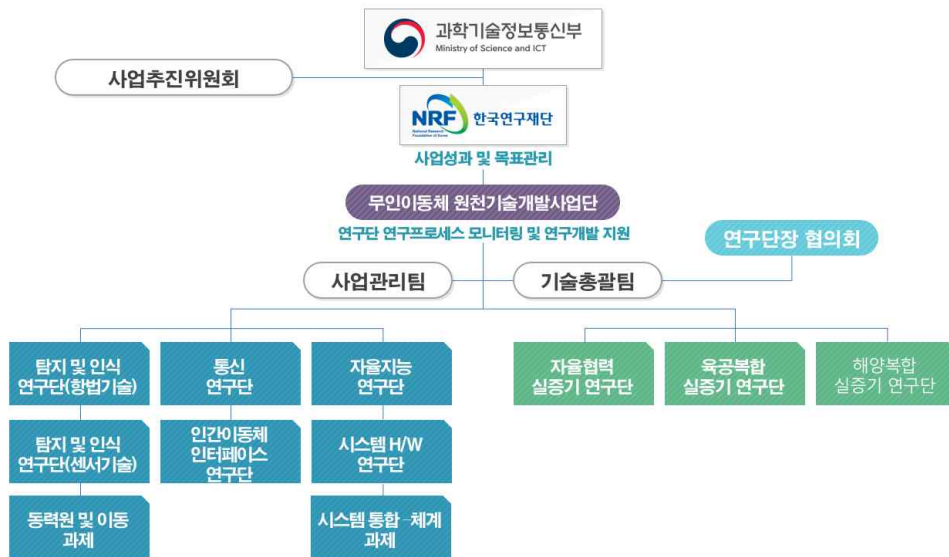 과학기술정보통신부
Ministry of Science and ICT
사업추진위원회
NRF 한국연구재단
National Research
Foundation of Korea
사업성과 및 목표관리
무인이동체 원천기술개발사업단
연구단 연구프로세스 모니터링 및 연구개발 지원
연구단장 협의회
사업관리팀
기술총괄팀
탐지 및 인식
연구단(항법기술)
통신
연구단
자율지능
연구단
자율협력
실증기 연구단
육공복합
실증기 연구단
해양복합
실증기 연구단
탐지 및 인식
연구단(센서기술)
인간이동체
인터페이스
연구단
시스템 H/W
연구단
동력원 및 이동
과제
시스템 통합-체계
과제